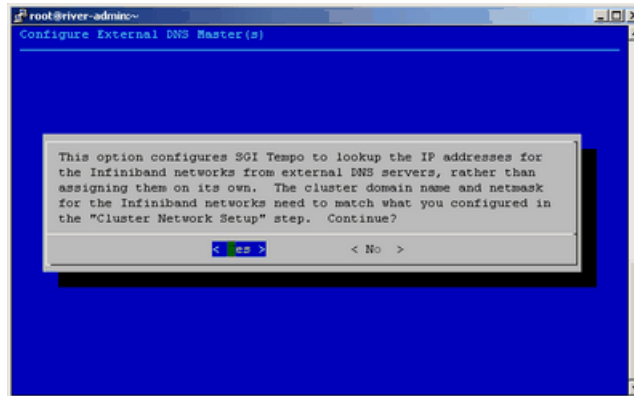 root@river-admin:~
Configure External DNS Master(s)
This option configures SGI Tempo to lookup the IP addresses for
the Infiniband networks from external DNS servers, rather than
assigning them on its own.  The cluster domain name and netmask
for the Infiniband networks need to match what you configured in
the "Cluster Network Setup" step.  Continue?
< Yes > < No >